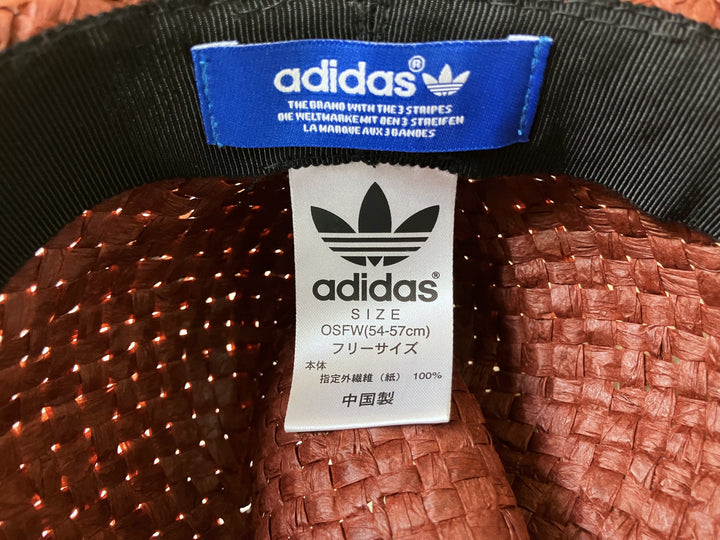 adidas®
THE BRAND WITH THE 3 STRIPES
DIE WELTMARKE MIT DEN 3 STREIFEN
LA MARQUE AUX 3 BANDES
adidas®
SIZE
OSFW(54-57cm)
フリーサイズ
本体
指定外繊維（紙） 100%
中国製